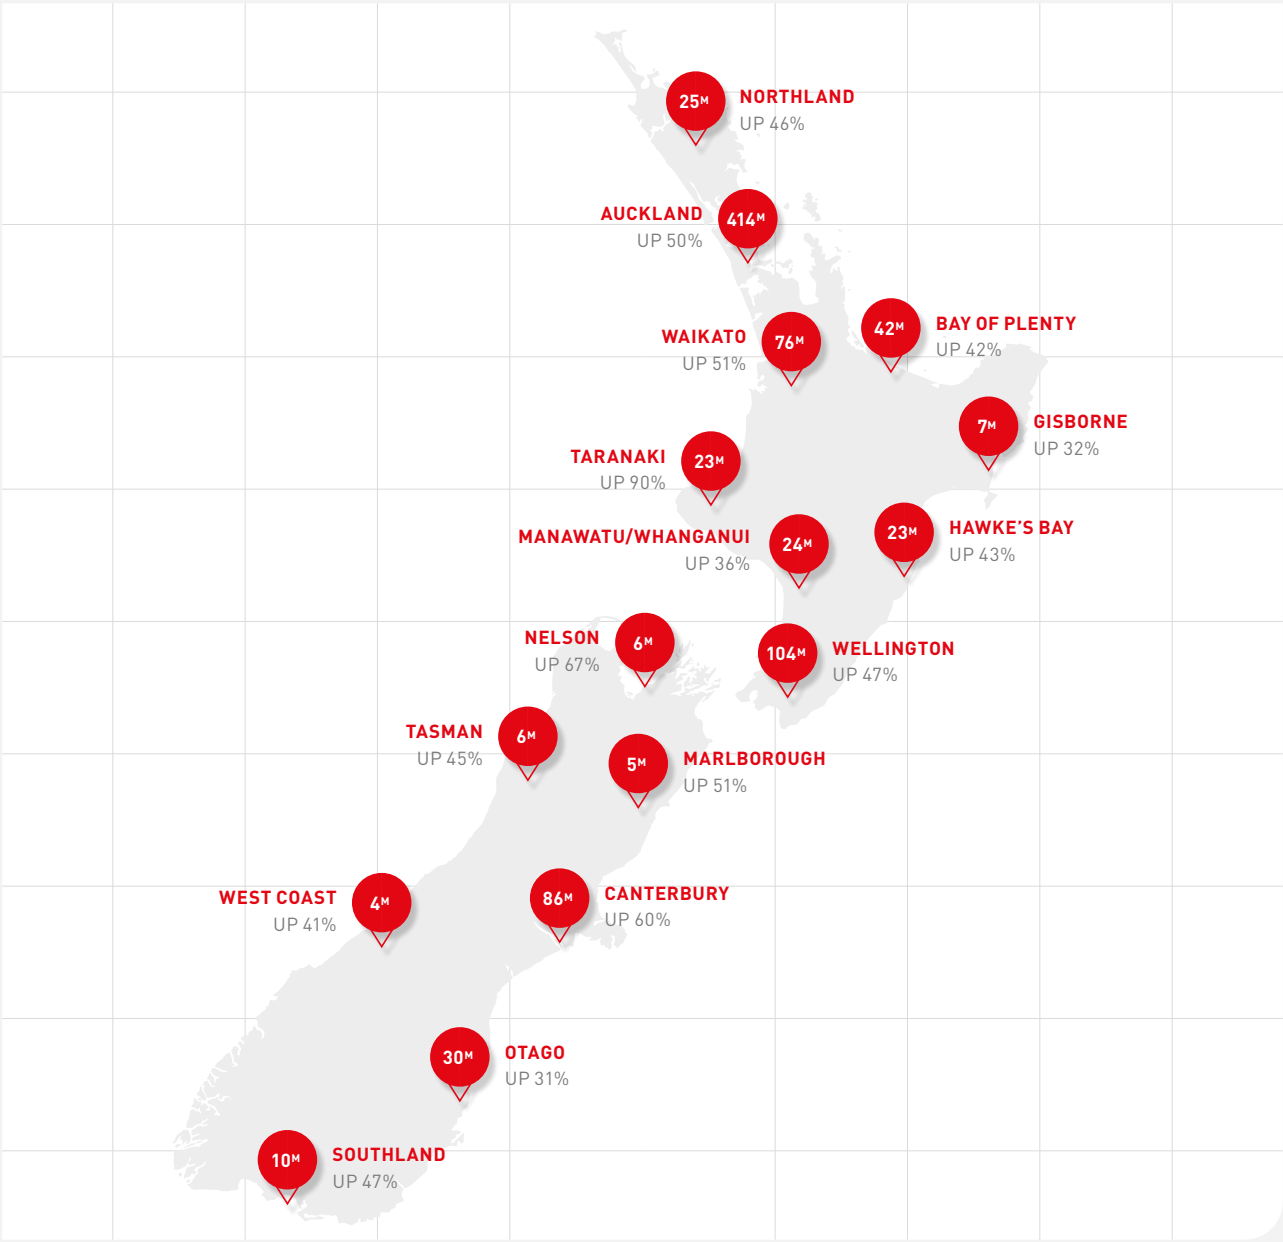 25M
NORTHLAND
UP 46%
AUCKLAND
UP 50%
414M
WAIKATO
UP 51%
76M
42M
BAY OF PLENTY
UP 42%
7M
GISBORNE
UP 32%
TARANAKI
UP 90%
23M
MANAWATU/WHANGANUI
UP 36%
24M
23M
HAWKE'S BAY
UP 43%
NELSON
UP 67%
6M
104M
WELLINGTON
UP 47%
TASMAN
UP 45%
6M
5M
MARLBOROUGH
UP 51%
WEST COAST
UP 41%
4M
86M
CANTERBURY
UP 60%
30M
OTAGO
UP 31%
10M
SOUTHLAND
UP 47%